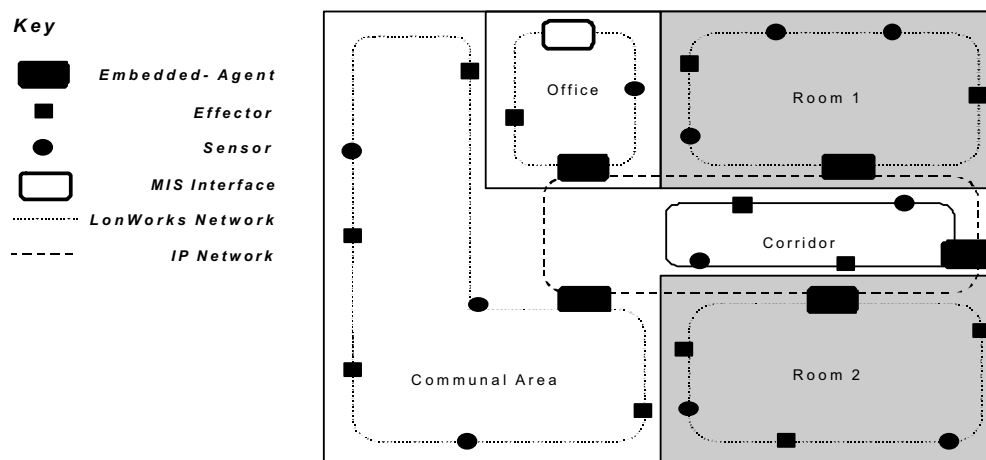 Key
Embedded- Agent
Effector
Sensor
MIS Interface
LonWorks Network
IP Network
Office
Room 1
Corridor
Communal Area
Room 2